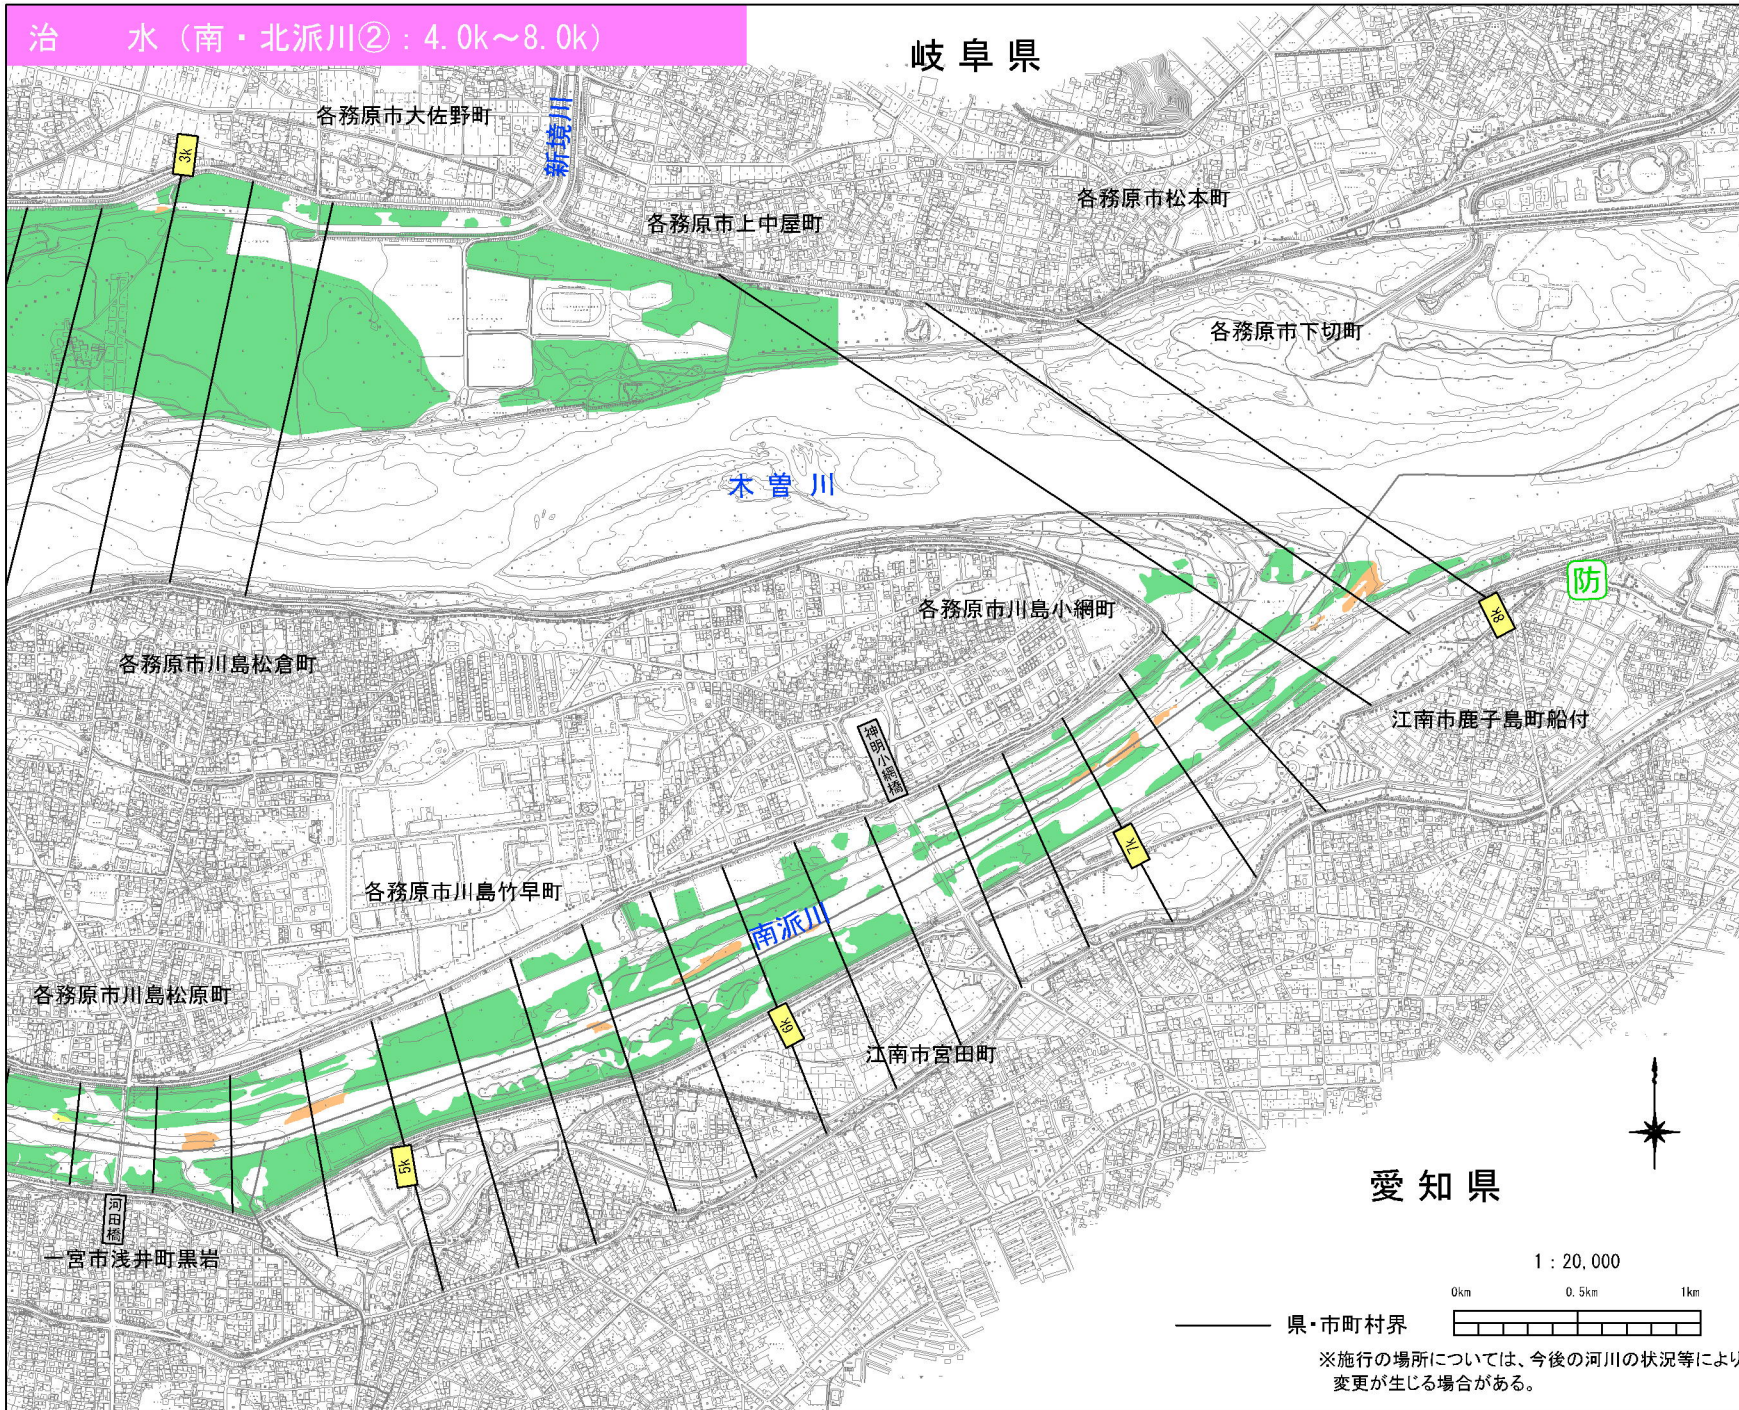 治　水（南・北派川②：4.0k～8.0k）
岐阜県
各務原市大佐野町
新境川
3k
各務原市松本町
各務原市上中屋町
各務原市下切町
木曽川
防
各務原市川島小網町
8k
各務原市川島松倉町
江南市鹿子島町船付
神明小網橋
7k
各務原市川島竹早町
南派川
各務原市川島松原町
6k
江南市宮田町
5k
愛知県
河田橋
一宮市浅井町黒岩
1：20,000
0km 0.5km 1km
県・市町村界
※施行の場所については、今後の河川の状況等により
変更が生じる場合がある。